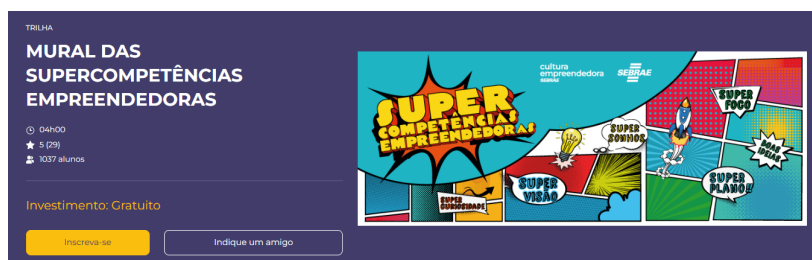 TRILHA
MURAL DAS
SUPERCOMPETÊNCIAS
EMPREENDEDORAS
04h00
5 (29)
1037 alunos
Investimento: Gratuito
Inscreva-se
Indique um amigo
cultura
empreendedora
SEBRAE
SEBRAE
SUPER
COMPETÊNCIAS
EMPREENDEDORAS
SUPER
CURIOSIDADE
SUPER
VISÃO
SUPER
SONHOS
SUPER
FOCO
BOAS
IDEIAS
SUPER
PLANO!!